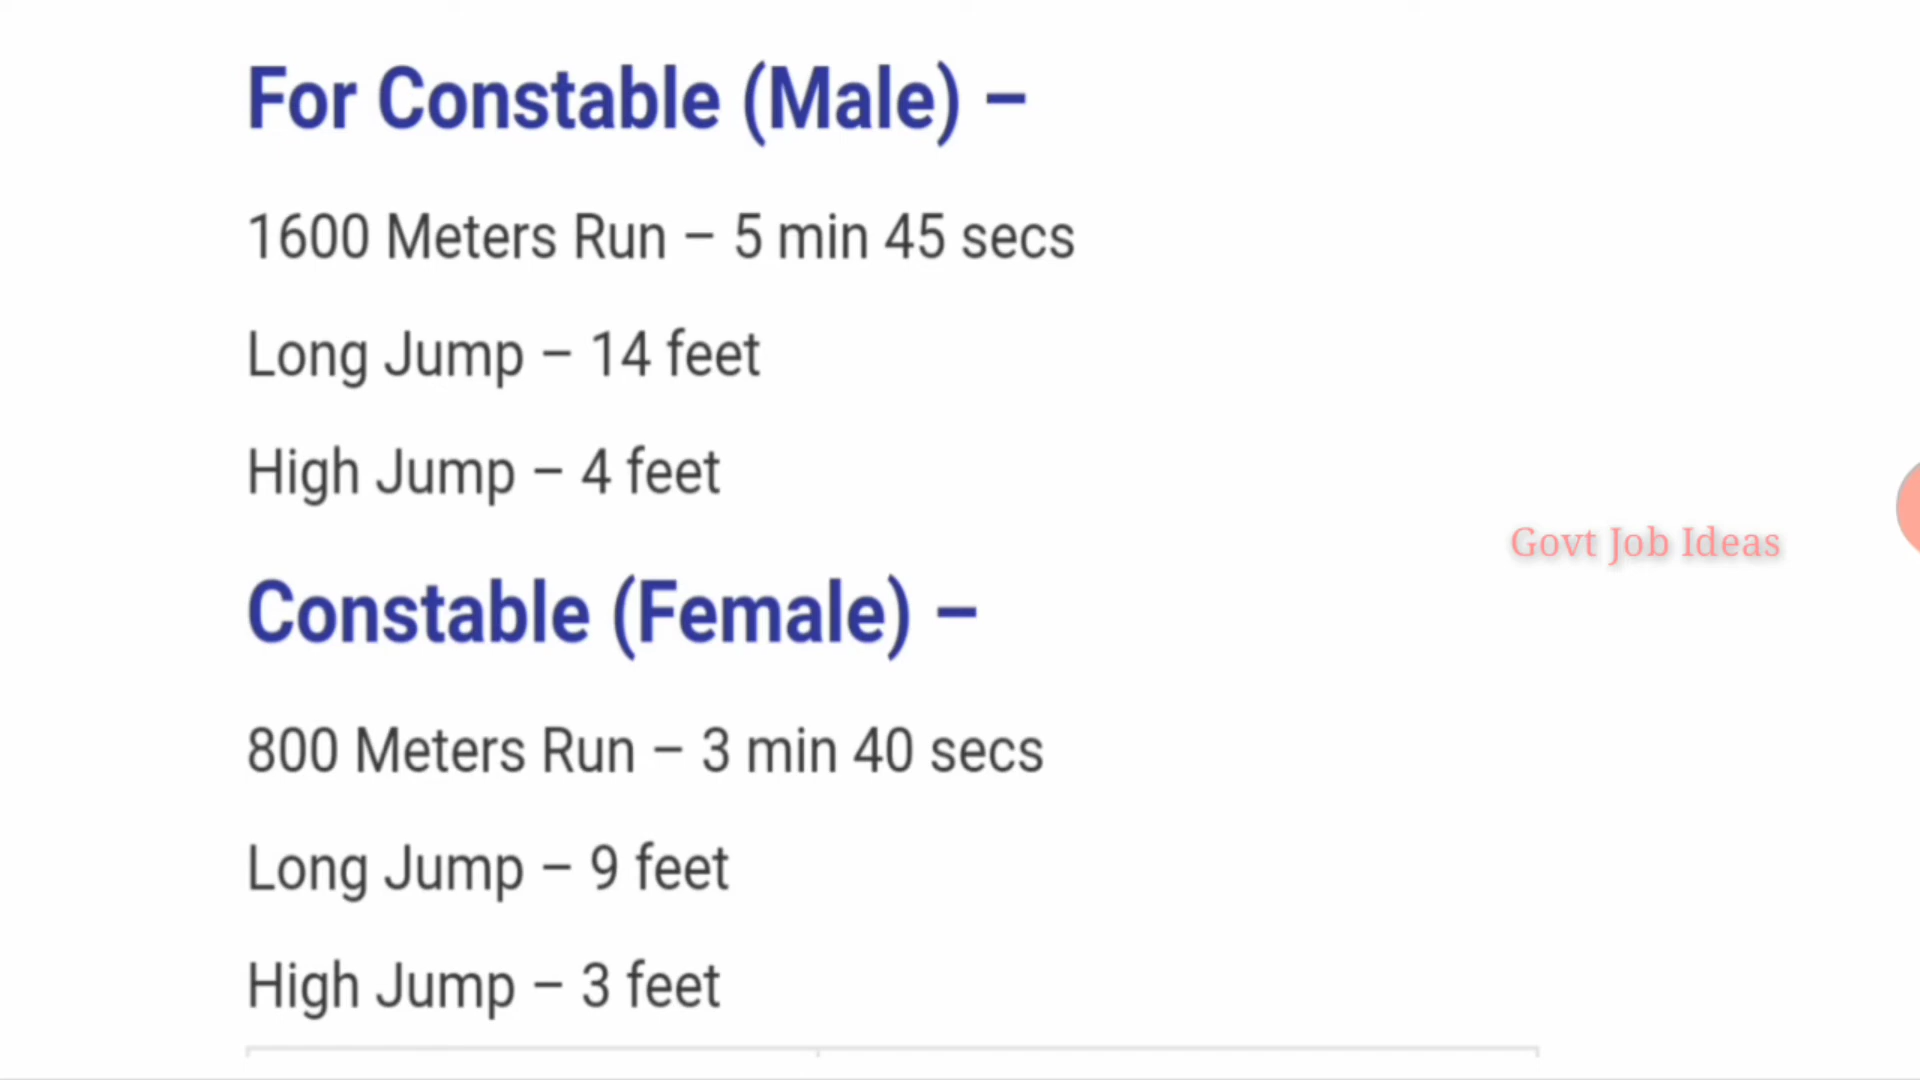 For Constable (Male) –
1600 Meters Run – 5 min 45 secs
Long Jump – 14 feet
High Jump – 4 feet
Govt Job Ideas
Constable (Female) –
800 Meters Run – 3 min 40 secs
Long Jump – 9 feet
High Jump – 3 feet